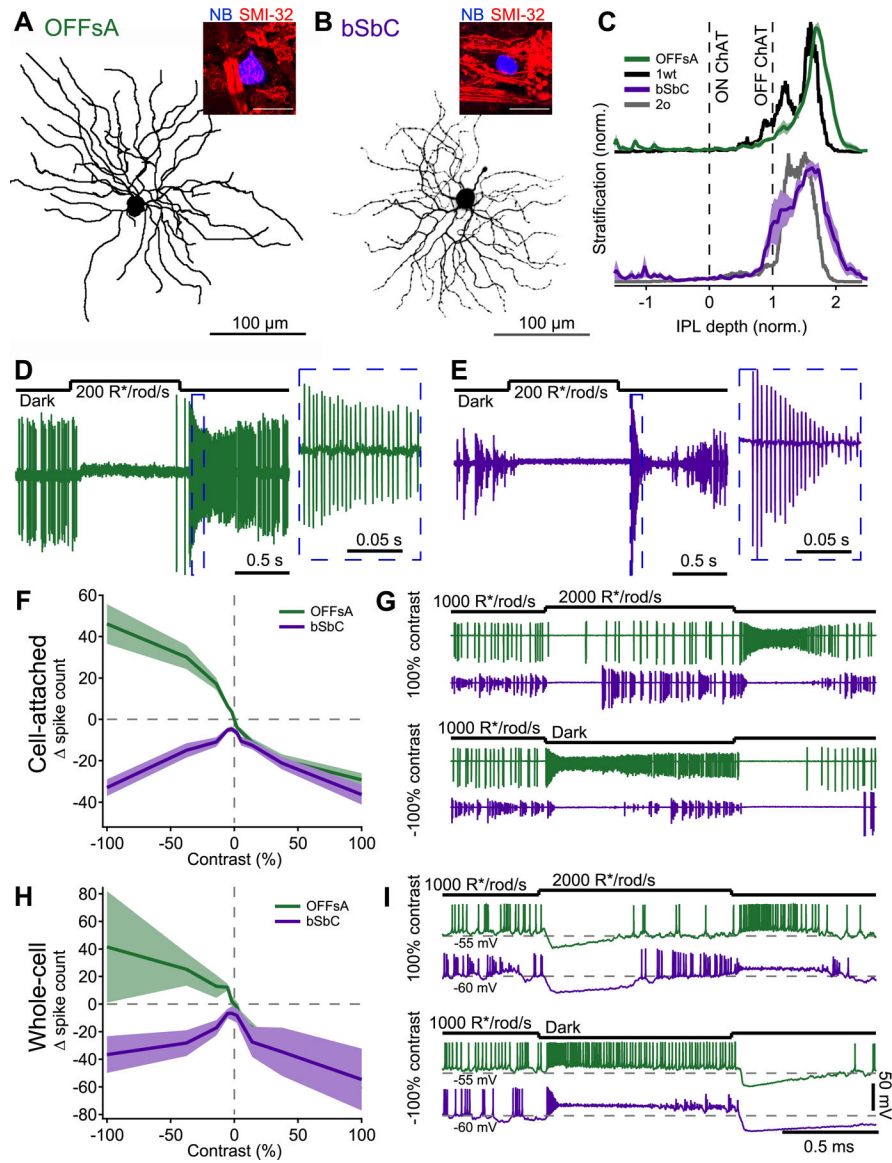 A OFFsA
NB SMI-32
100 µm
B bSbC
NB SMI-32
100 µm
C
OFFsA
1wt
bSbC
2o
ON ChAT
OFF ChAT
Stratification (norm.)
-1 0 1 2
IPL depth (norm.)
D
Dark
200 R*/rod/s
0.5 s
0.05 s
E
Dark
200 R*/rod/s
0.5 s
0.05 s
F
Cell-attached
Δ spike count
60
40
20
0
-20
-40
-60
OFFsA
bSbC
-100 -50 0 50 100
Contrast (%)
G
100% contrast
1000 R*/rod/s
2000 R*/rod/s
-100% contrast
1000 R*/rod/s
Dark
H
Whole-cell
Δ spike count
80
60
40
20
0
-20
-40
-60
-80
OFFsA
bSbC
-100 -50 0 50 100
Contrast (%)
I
100% contrast
1000 R*/rod/s
2000 R*/rod/s
-55 mV
-60 mV
-100% contrast
1000 R*/rod/s
Dark
-55 mV
-60 mV
50 mV
0.5 ms